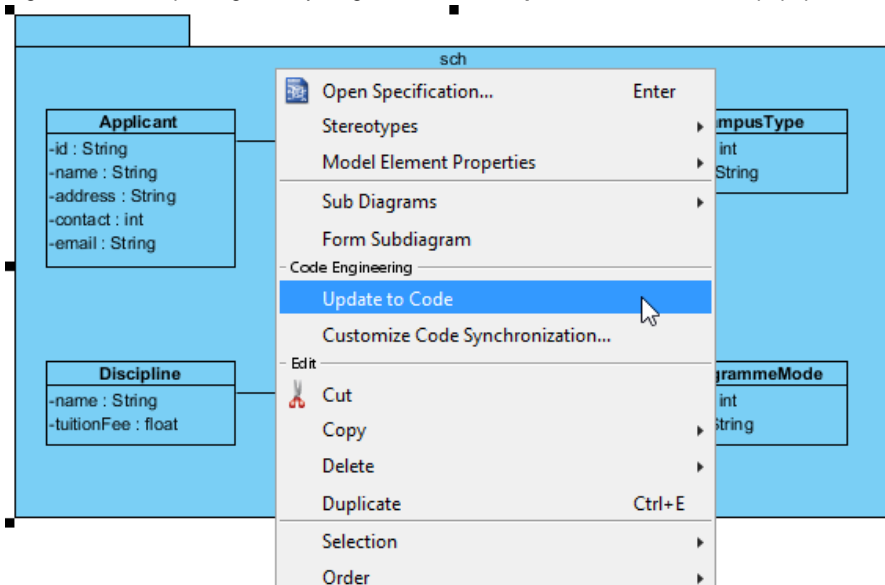 sch
Applicant
-id : String
-name : String
-address : String
-contact : int
-email : String
Discipline
-name : String
-tuitionFee : float
Open Specification... Enter
Stereotypes
Model Element Properties
Sub Diagrams
Form Subdiagram
Code Engineering
Update to Code
Customize Code Synchronization...
Edit
Cut
Copy
Delete
Duplicate Ctrl+E
Selection
Order
mpusType
int
String
grammeMode
int
String